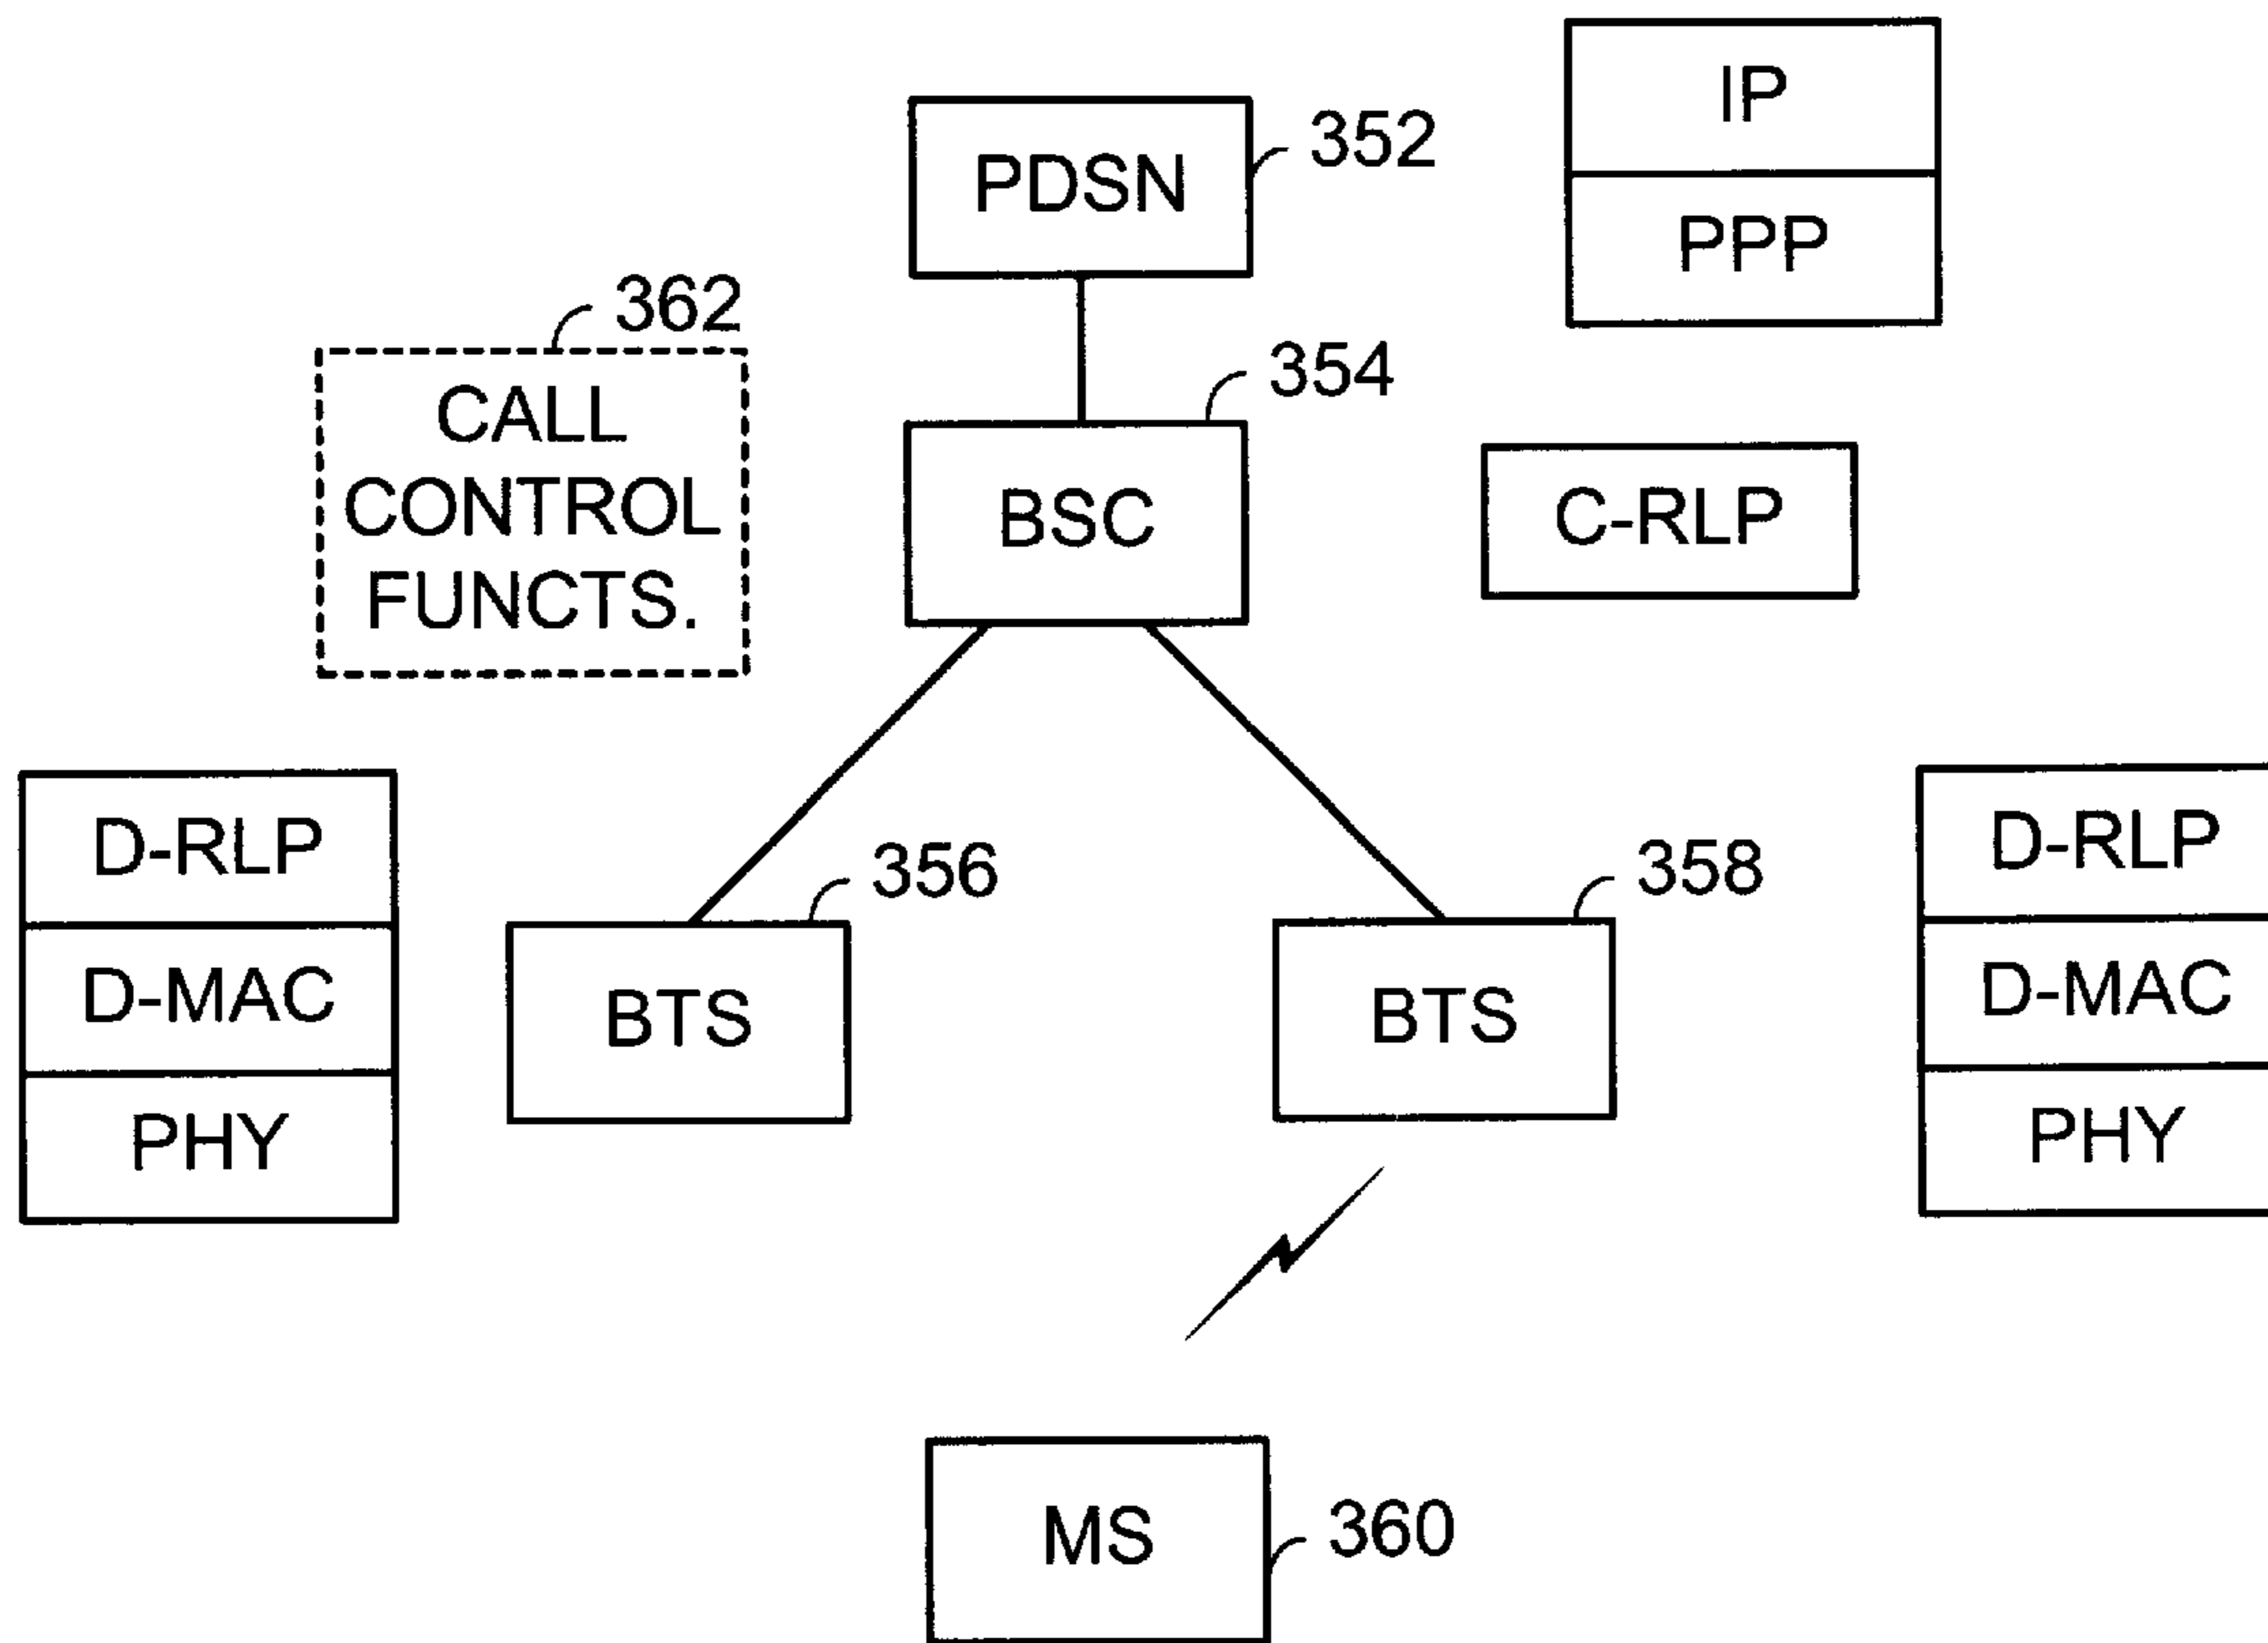 IP
PDSN
352
PPP
362
354
CALL
CONTROL
FUNCTS.
BSC
C-RLP
D-RLP
D-MAC
PHY
356
BTS
358
BTS
D-RLP
D-MAC
PHY
MS
360